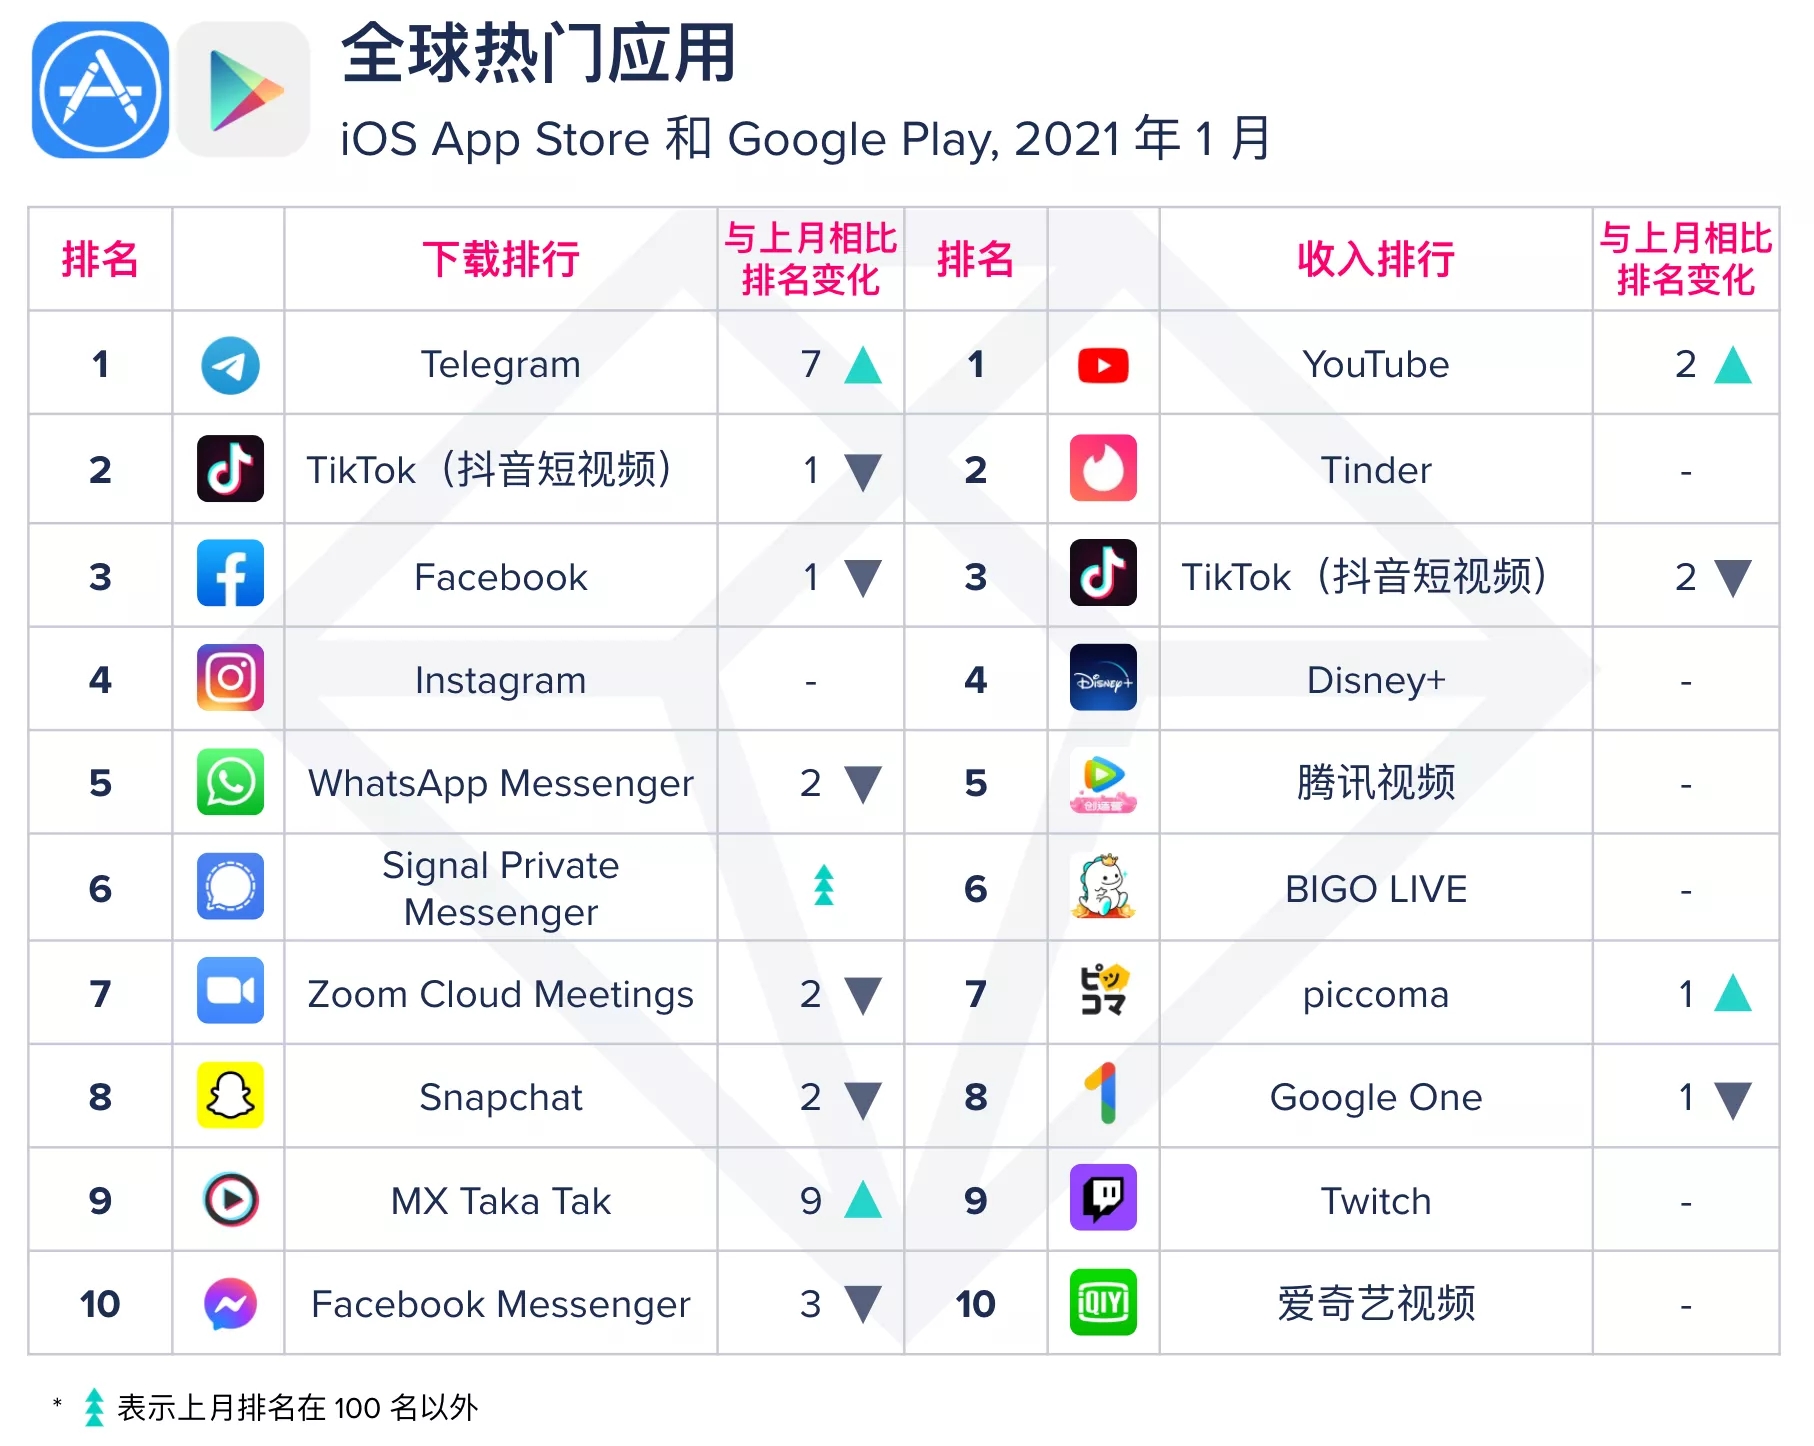 全球热门应用
iOS App Store 和 Google Play, 2021 年 1 月
排名 下载排行 与上月相比排名变化 排名 收入排行 与上月相比排名变化
1 Telegram 7 ▲ 1 YouTube 2 ▲
2 TikTok（抖音短视频） 1 ▼ 2 Tinder -
3 Facebook 1 ▼ 3 TikTok（抖音短视频） 2 ▼
4 Instagram - 4 Disney+ Disney+ -
5 WhatsApp Messenger 2 ▼ 5 创造营 腾讯视频 -
6 Signal Private Messenger 6 BIGO LIVE -
7 Zoom Cloud Meetings 2 ▼ 7 ピッコマ piccoma 1 ▲
8 Snapchat 2 ▼ 8 Google One 1 ▼
9 MX Taka Tak 9 ▲ 9 Twitch -
10 Facebook Messenger 3 ▼ 10 iQIYI 爱奇艺视频 -
* 表示上月排名在 100 名以外